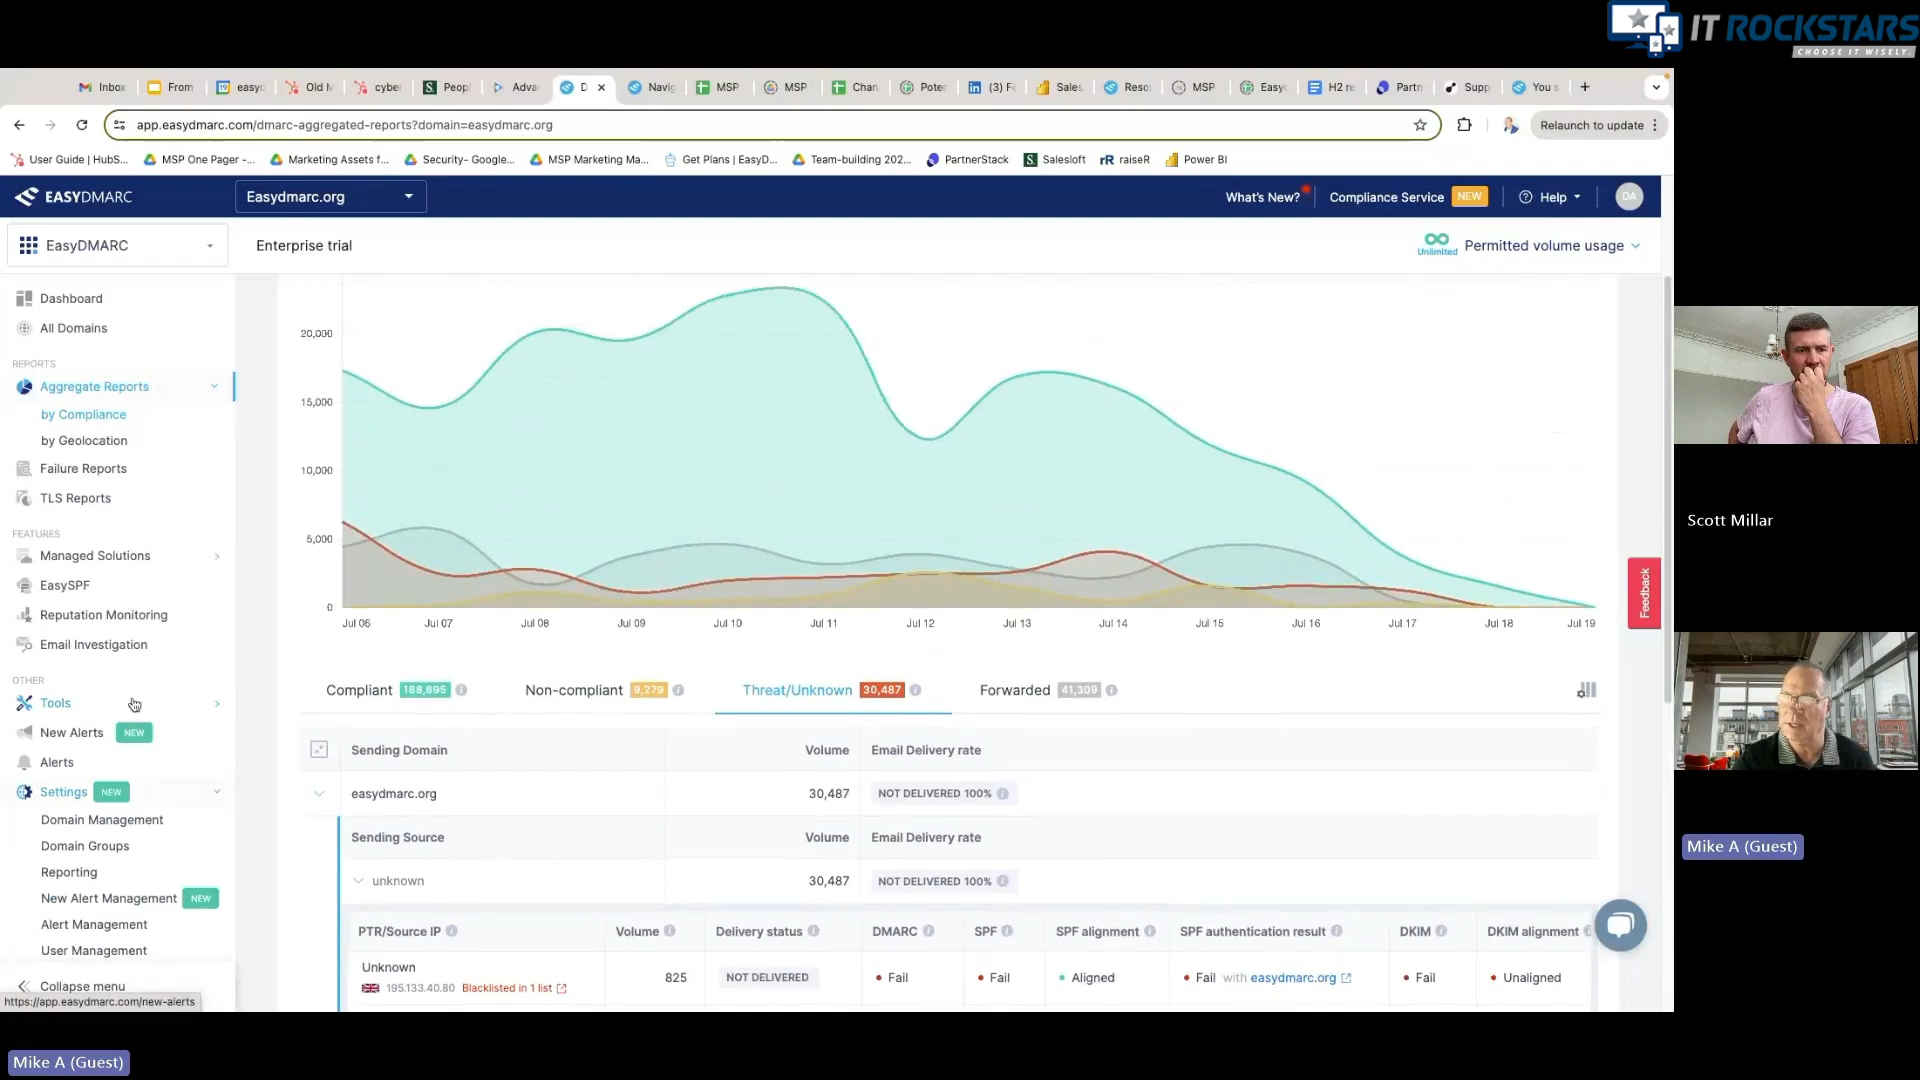 IT ROCKSTARS
CHOOSE IT WISELY.
Inbox
From
easyd
Old M
cyber
Peopl
Advan
D
Navig
MSP
MSP
Chan
Poter
(3) Fe
Sales
Resou
MSP
Easyd
H2 re
Partn
Supp
You s
app.easydmarc.com/dmarc-aggregated-reports?domain=easydmarc.org
Relaunch to update
User Guide | HubS...
MSP One Pager -...
Marketing Assets f...
Security- Google...
MSP Marketing Ma...
Get Plans | EasyD...
Team-building 202...
PartnerStack
Salesloft
rR raiseR
Power BI
EASYDMARC
Easydmarc.org
What's New?
Compliance Service NEW
Help
DA
EasyDMARC
Enterprise trial
Unlimited
Permitted volume usage
Dashboard
All Domains
REPORTS
Aggregate Reports
by Compliance
by Geolocation
Failure Reports
TLS Reports
FEATURES
Managed Solutions
EasySPF
Reputation Monitoring
Email Investigation
OTHER
Tools
New Alerts NEW
Alerts
Settings NEW
Domain Management
Domain Groups
Reporting
New Alert Management NEW
Alert Management
User Management
Collapse menu
https://app.easydmarc.com/new-alerts
20,000
15,000
10,000
5,000
0
Jul 06 Jul 07 Jul 08 Jul 09 Jul 10 Jul 11 Jul 12 Jul 13 Jul 14 Jul 15 Jul 16 Jul 17 Jul 18 Jul 19
Compliant 188,695
Non-compliant 9,279
Threat/Unknown 30,487
Forwarded 41,309
Sending Domain Volume Email Delivery rate
easydmarc.org 30,487 NOT DELIVERED 100%
Sending Source Volume Email Delivery rate
unknown 30,487 NOT DELIVERED 100%
PTR/Source IP Volume Delivery status DMARC SPF SPF alignment SPF authentication result DKIM DKIM alignment
Unknown
195.133.40.80 Blacklisted in 1 list
825 NOT DELIVERED Fail Fail Aligned Fail with easydmarc.org Fail Unaligned
Feedback
Scott Millar
Mike A (Guest)
Mike A (Guest)